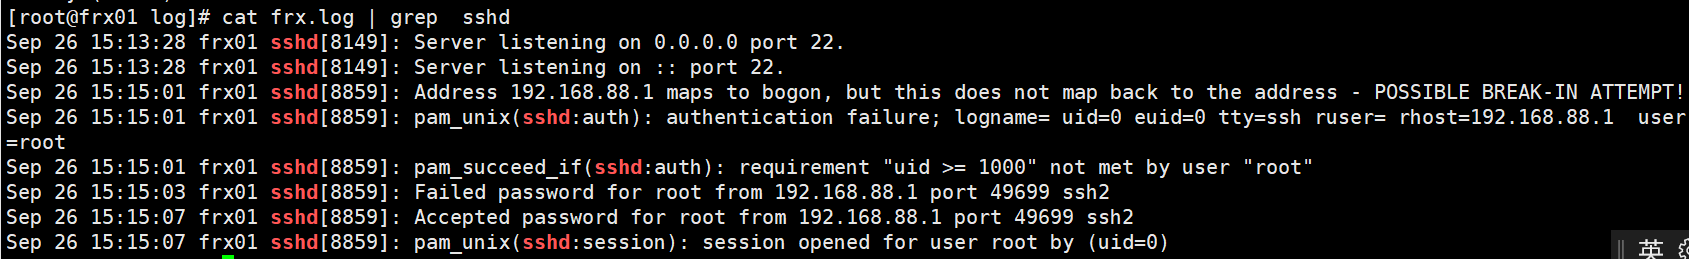 [root@frx01 log]# cat frx.log | grep  sshd
Sep 26 15:13:28 frx01 sshd[8149]: Server listening on 0.0.0.0 port 22.
Sep 26 15:13:28 frx01 sshd[8149]: Server listening on :: port 22.
Sep 26 15:15:01 frx01 sshd[8859]: Address 192.168.88.1 maps to bogon, but this does not map back to the address - POSSIBLE BREAK-IN ATTEMPT!
Sep 26 15:15:01 frx01 sshd[8859]: pam_unix(sshd:auth): authentication failure; logname= uid=0 euid=0 tty=ssh ruser= rhost=192.168.88.1  user
=root
Sep 26 15:15:01 frx01 sshd[8859]: pam_succeed_if(sshd:auth): requirement "uid >= 1000" not met by user "root"
Sep 26 15:15:03 frx01 sshd[8859]: Failed password for root from 192.168.88.1 port 49699 ssh2
Sep 26 15:15:07 frx01 sshd[8859]: Accepted password for root from 192.168.88.1 port 49699 ssh2
Sep 26 15:15:07 frx01 sshd[8859]: pam_unix(sshd:session): session opened for user root by (uid=0)
英